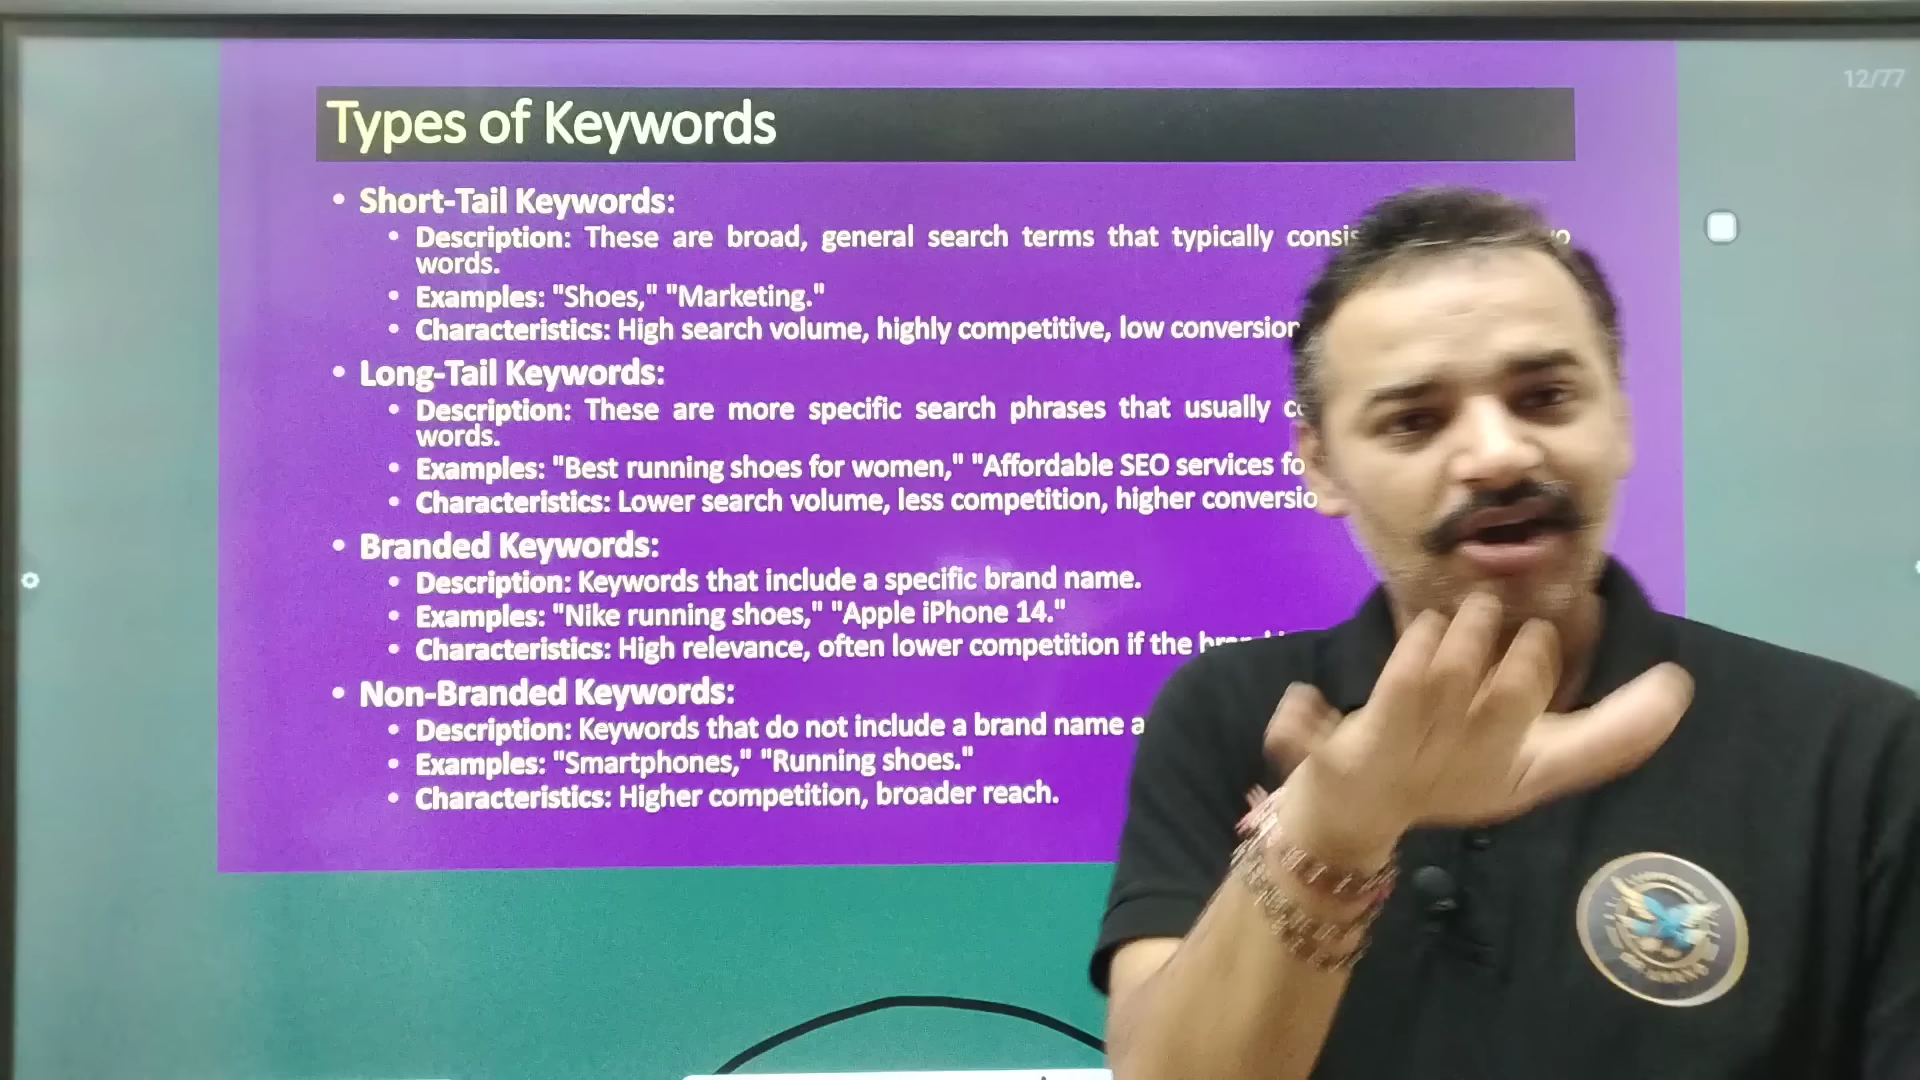 12/77
Types of Keywords
• Short-Tail Keywords:
• Description: These are broad, general search terms that typically
words.
• Examples: "Shoes," "Marketing."
• Characteristics: High search volume, highly competitive, low conversion
• Long-Tail Keywords:
• Description: These are more specific search phrases that usually
words.
• Examples: "Best running shoes for women," "Affordable SEO services
• Characteristics: Lower search volume, less competition, higher
• Branded Keywords:
• Description: Keywords that include a specific brand name.
• Examples: "Nike running shoes," "Apple iPhone 14."
• Characteristics: High relevance, often lower competition if the
• Non-Branded Keywords:
• Description: Keywords that do not include a brand name
• Examples: "Smartphones," "Running shoes."
• Characteristics: Higher competition, broader reach.